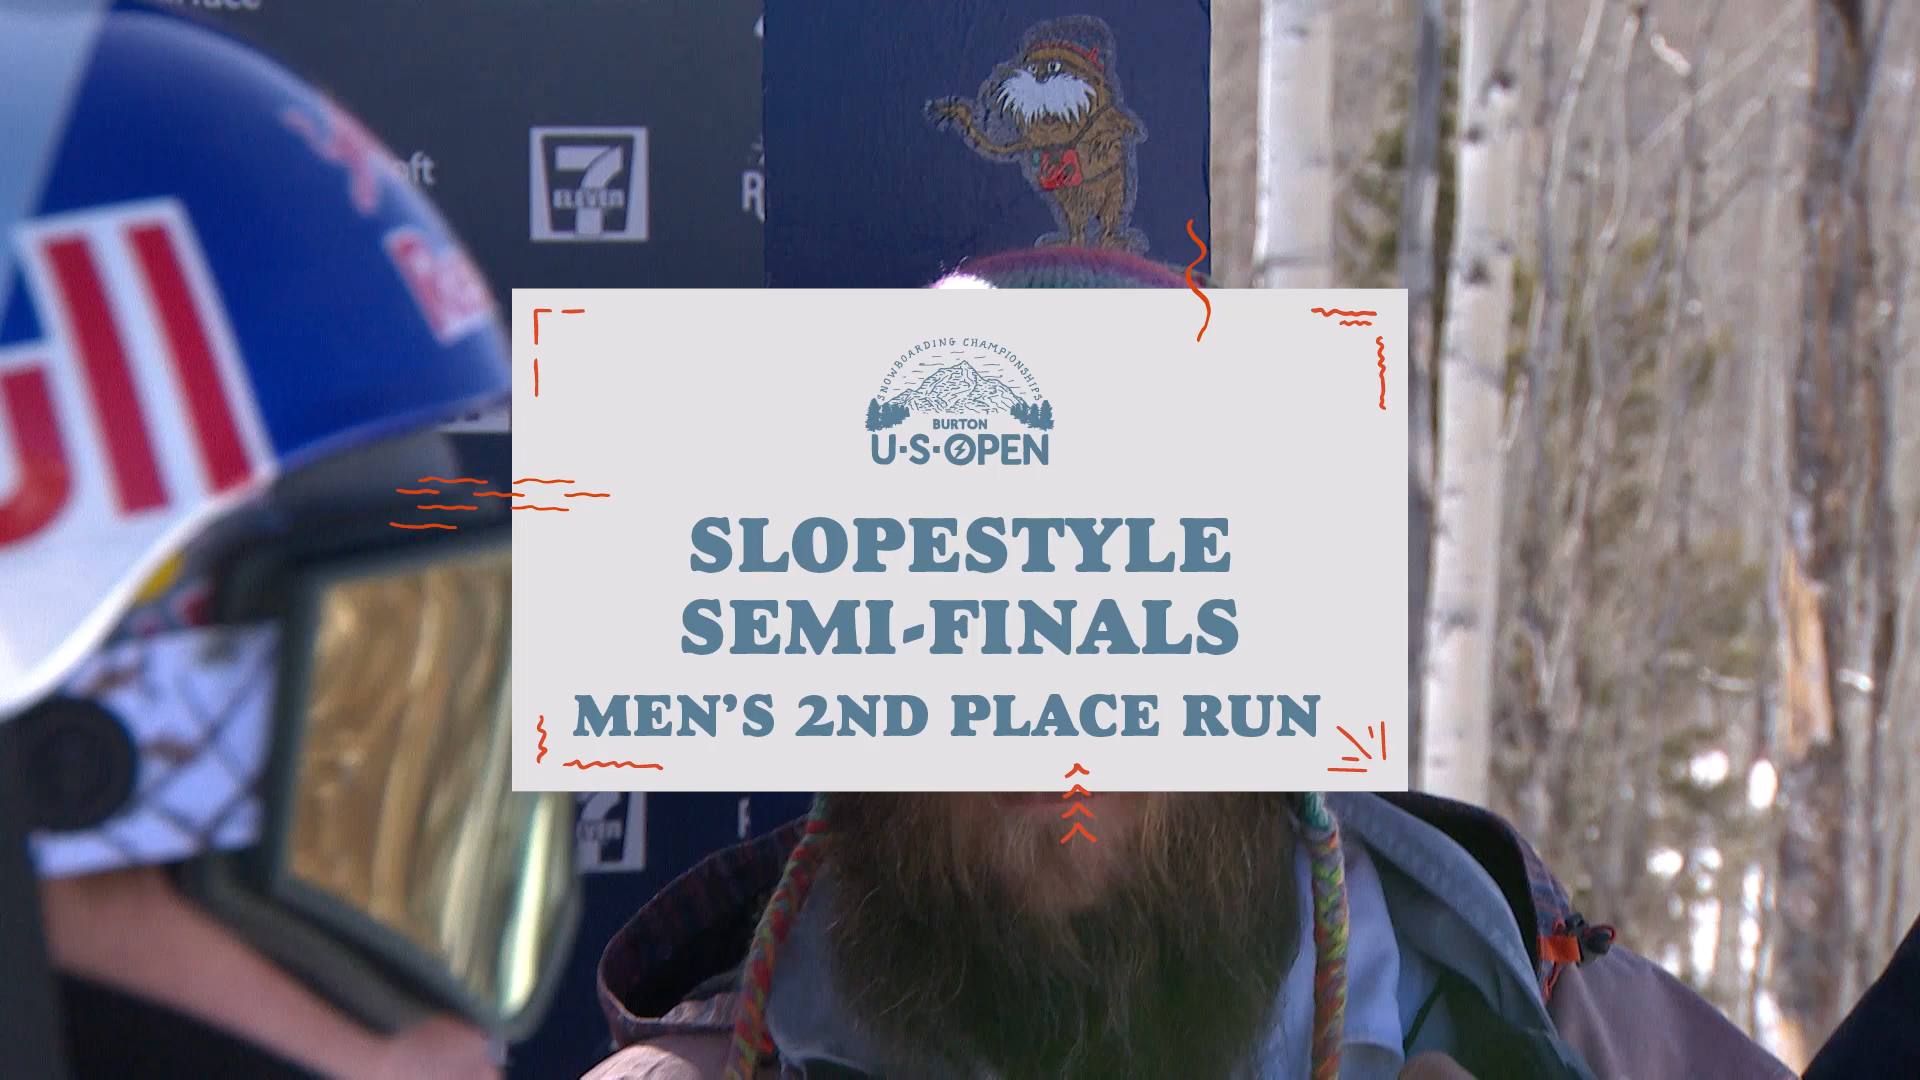 7
ELEVEN
SNOWBOARDING CHAMPIONSHIPS
BURTON
U·S·OPEN
SLOPESTYLE
SEMI-FINALS
MEN'S 2ND PLACE RUN